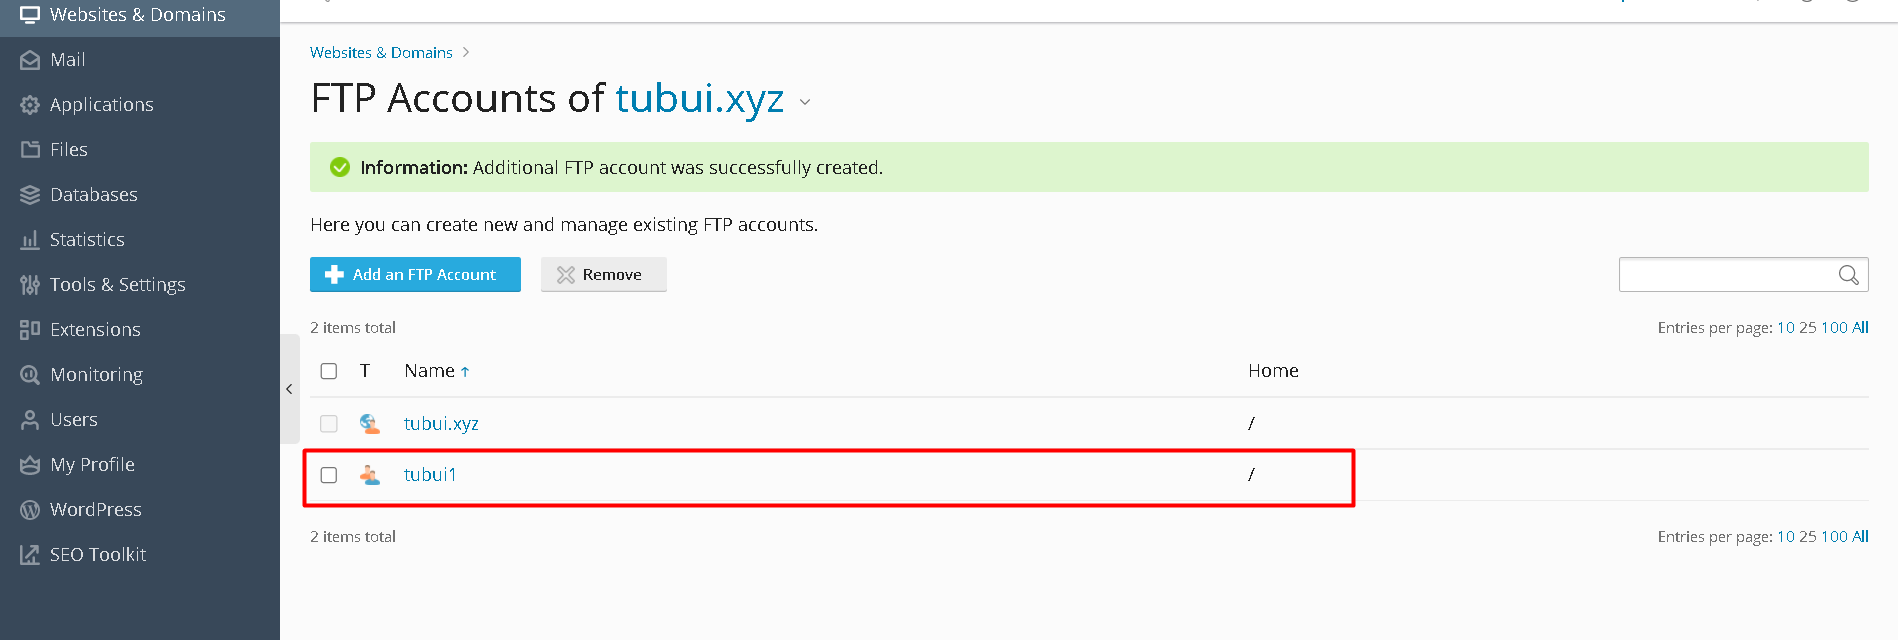 Websites & Domains
Mail
Applications
Files
Databases
Statistics
Tools & Settings
Extensions
Monitoring
Users
My Profile
WordPress
SEO Toolkit
Websites & Domains
FTP Accounts of tubui.xyz
Information: Additional FTP account was successfully created.
Here you can create new and manage existing FTP accounts.
Add an FTP Account Remove
2 items total Entries per page: 10 25 100 All
T Name ↑ Home
tubui.xyz /
tubui1 /
2 items total Entries per page: 10 25 100 All